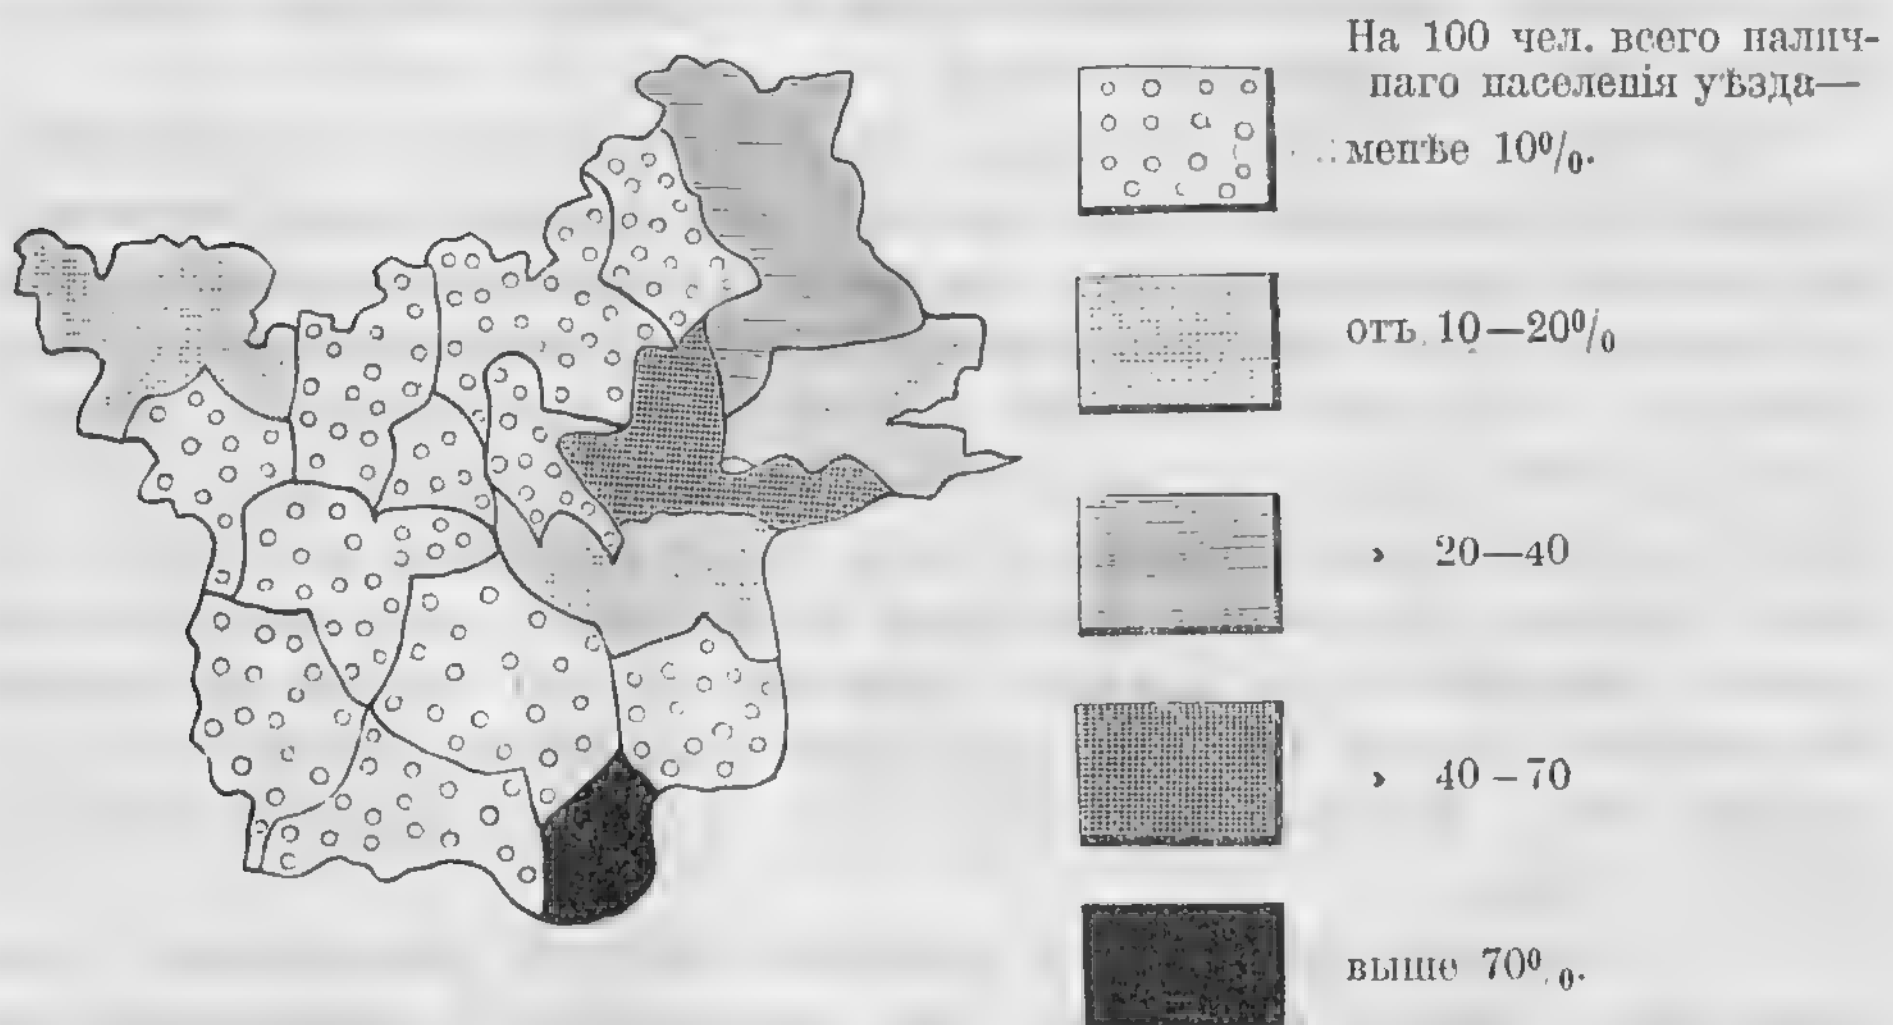 На 100 чел. всего налич-
наго населенія уѣзда—
менѣе 10%.
отъ 10—20%
› 20—40
› 40–70
выше 70%.